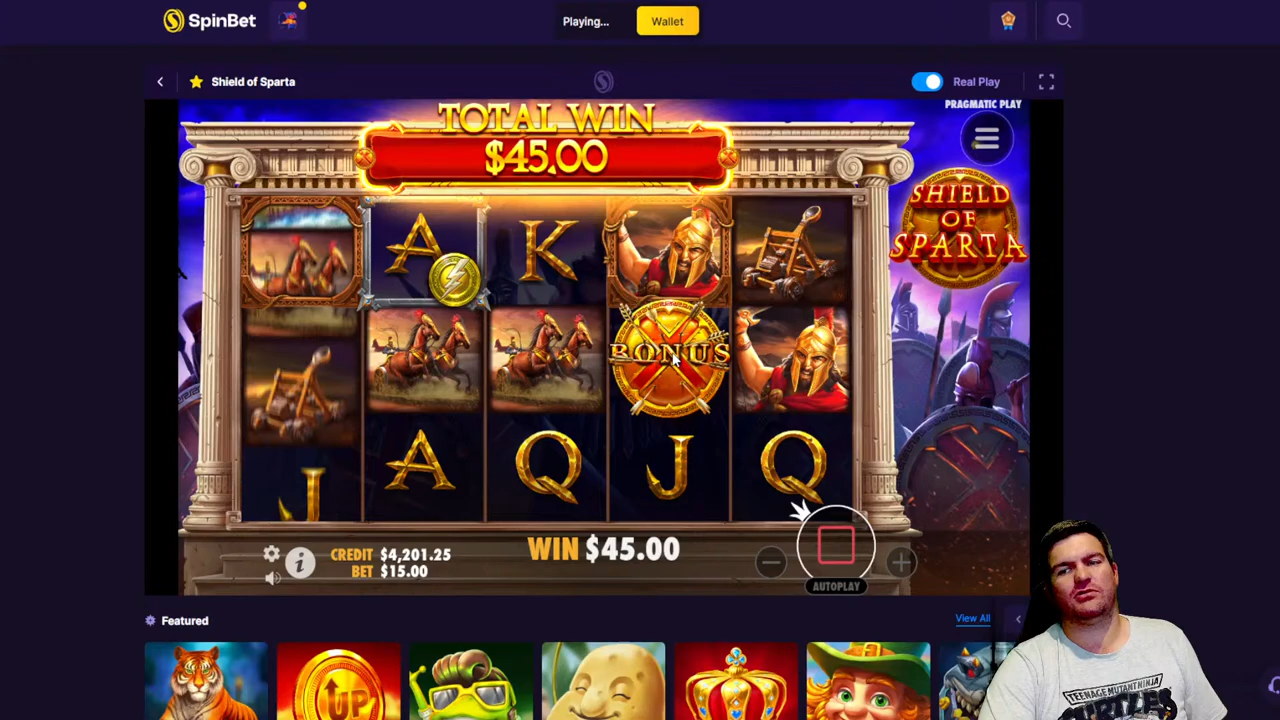 SpinBet
Playing...
Wallet
Shield of Sparta
Real Play
PRAGMATIC PLAY
TOTAL WIN
$45.00
SHIELD
OF
SPARTA
A
K
BONUS
J
A
Q
J
Q
CREDIT $4,201.25
BET $15.00
WIN $45.00
AUTOPLAY
Featured
View All
UP
TEENAGE MUTANT NINJA